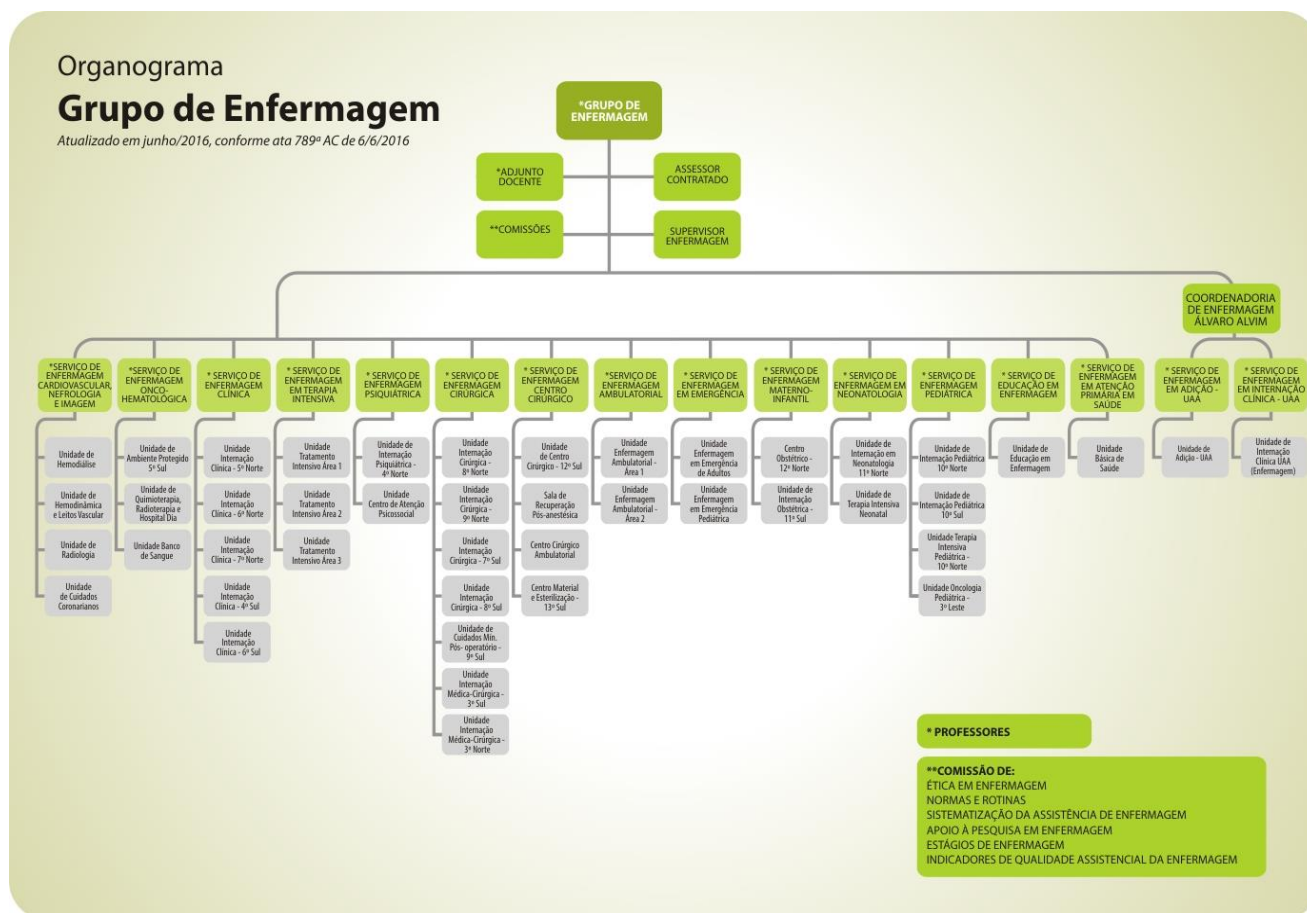 Organograma
Grupo de Enfermagem
Atualizado em junho/2016, conforme ata 789ª AC de 6/6/2016
*GRUPO DE
ENFERMAGEM
*ADJUNTO
DOCENTE
ASSESSOR
CONTRATADO
**COMISSÕES
SUPERVISOR
ENFERMAGEM
COORDENADORIA
DE ENFERMAGEM
ÁLVARO ALVIM
*SERVIÇO DE
ENFERMAGEM
CARDIOVASCULAR,
NEFROLOGIA
E IMAGEM
*SERVIÇO DE
ENFERMAGEM
ONCO-
HEMATOLÓGICA
* SERVIÇO DE
ENFERMAGEM
CLÍNICA
* SERVIÇO DE
ENFERMAGEM
EM TERAPIA
INTENSIVA
* SERVIÇO DE
ENFERMAGEM
PSIQUIÁTRICA
* SERVIÇO DE
ENFERMAGEM
CIRÚRGICA
* SERVIÇO DE
ENFERMAGEM
CENTRO
CIRÚRGICO
*SERVIÇO DE
ENFERMAGEM
AMBULATORIAL
* SERVIÇO DE
ENFERMAGEM
EM EMERGÊNCIA
* SERVIÇO DE
ENFERMAGEM
MATERNO-
INFANTIL
* SERVIÇO DE
ENFERMAGEM EM
NEONATOLOGIA
* SERVIÇO DE
ENFERMAGEM
PEDIÁTRICA
* SERVIÇO DE
EDUCAÇÃO EM
ENFERMAGEM
* SERVIÇO DE
ENFERMAGEM
EM ATENÇÃO
PRIMÁRIA EM
SAÚDE
* SERVIÇO DE
ENFERMAGEM
EM ADIÇÃO -
UAA
* SERVIÇO DE
ENFERMAGEM
EM INTERNAÇÃO
CLÍNICA - UAA
Unidade de
Hemodiálise
Unidade de
Hemodinâmica
e Leitos Vascular
Unidade de
Radiologia
Unidade
de Cuidados
Coronarianos
Unidade de
Ambiente Protegido
5º Sul
Unidade de
Quimioterapia,
Radioterapia e
Hospital Dia
Unidade Banco
de Sangue
Unidade
Internação
Clínica - 5º Norte
Unidade
Internação
Clínica - 6º Norte
Unidade
Internação
Clínica - 7º Norte
Unidade
Internação
Clínica - 4º Sul
Unidade
Internação
Clínica - 6º Sul
Unidade
Tratamento
Intensivo Área 1
Unidade
Tratamento
Intensivo Área 2
Unidade
Tratamento
Intensivo Área 3
Unidade de
Internação
Psiquiátrica -
4º Norte
Unidade
Centro de Atenção
Psicossocial
Unidade
Internação
Cirúrgica -
8º Norte
Unidade
Internação
Cirúrgica -
9º Norte
Unidade
Internação
Cirúrgica - 7º Sul
Unidade
Internação
Cirúrgica - 8º Sul
Unidade de
Cuidados Mín.
Pós- operatório -
9º Sul
Unidade
Internação
Médica-Cirúrgica -
3º Sul
Unidade
Internação
Médica-Cirúrgica -
3º Norte
Unidade
de Centro
Cirúrgico - 12º Sul
Sala de
Recuperação
Pós-anestésica
Centro Cirúrgico
Ambulatorial
Centro Material
e Esterilização -
13º Sul
Unidade
Enfermagem
Ambulatorial -
Área 1
Unidade
Enfermagem
Ambulatorial -
Área 2
Unidade
Enfermagem
em Emergência
de Adultos
Unidade
Enfermagem
em Emergência
Pediátrica
Centro
Obstétrico -
12º Norte
Unidade de
Internação
Obstétrica -
11º Sul
Unidade de
Internação em
Neonatologia
11º Norte
Unidade de
Terapia Intensiva
Neonatal
Unidade de
Internação Pediátrica
10º Norte
Unidade de
Internação Pediátrica
10º Sul
Unidade Terapia
Intensiva
Pediátrica -
10º Norte
Unidade Oncologia
Pediátrica -
3º Leste
Unidade de
Educação em
Enfermagem
Unidade
Básica de
Saúde
Unidade de
Adição - UAA
Unidade de
Internação
Clínica UAA
(Enfermagem)
* PROFESSORES
**COMISSÃO DE:
ÉTICA EM ENFERMAGEM
NORMAS E ROTINAS
SISTEMATIZAÇÃO DA ASSISTÊNCIA DE ENFERMAGEM
APOIO À PESQUISA EM ENFERMAGEM
ESTÁGIOS DE ENFERMAGEM
INDICADORES DE QUALIDADE ASSISTENCIAL DA ENFERMAGEM